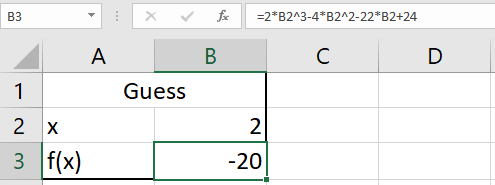 B3 fx =2*B2^3-4*B2^2-22*B2+24
A B C D
1 Guess
2 x 2
3 f(x) -20